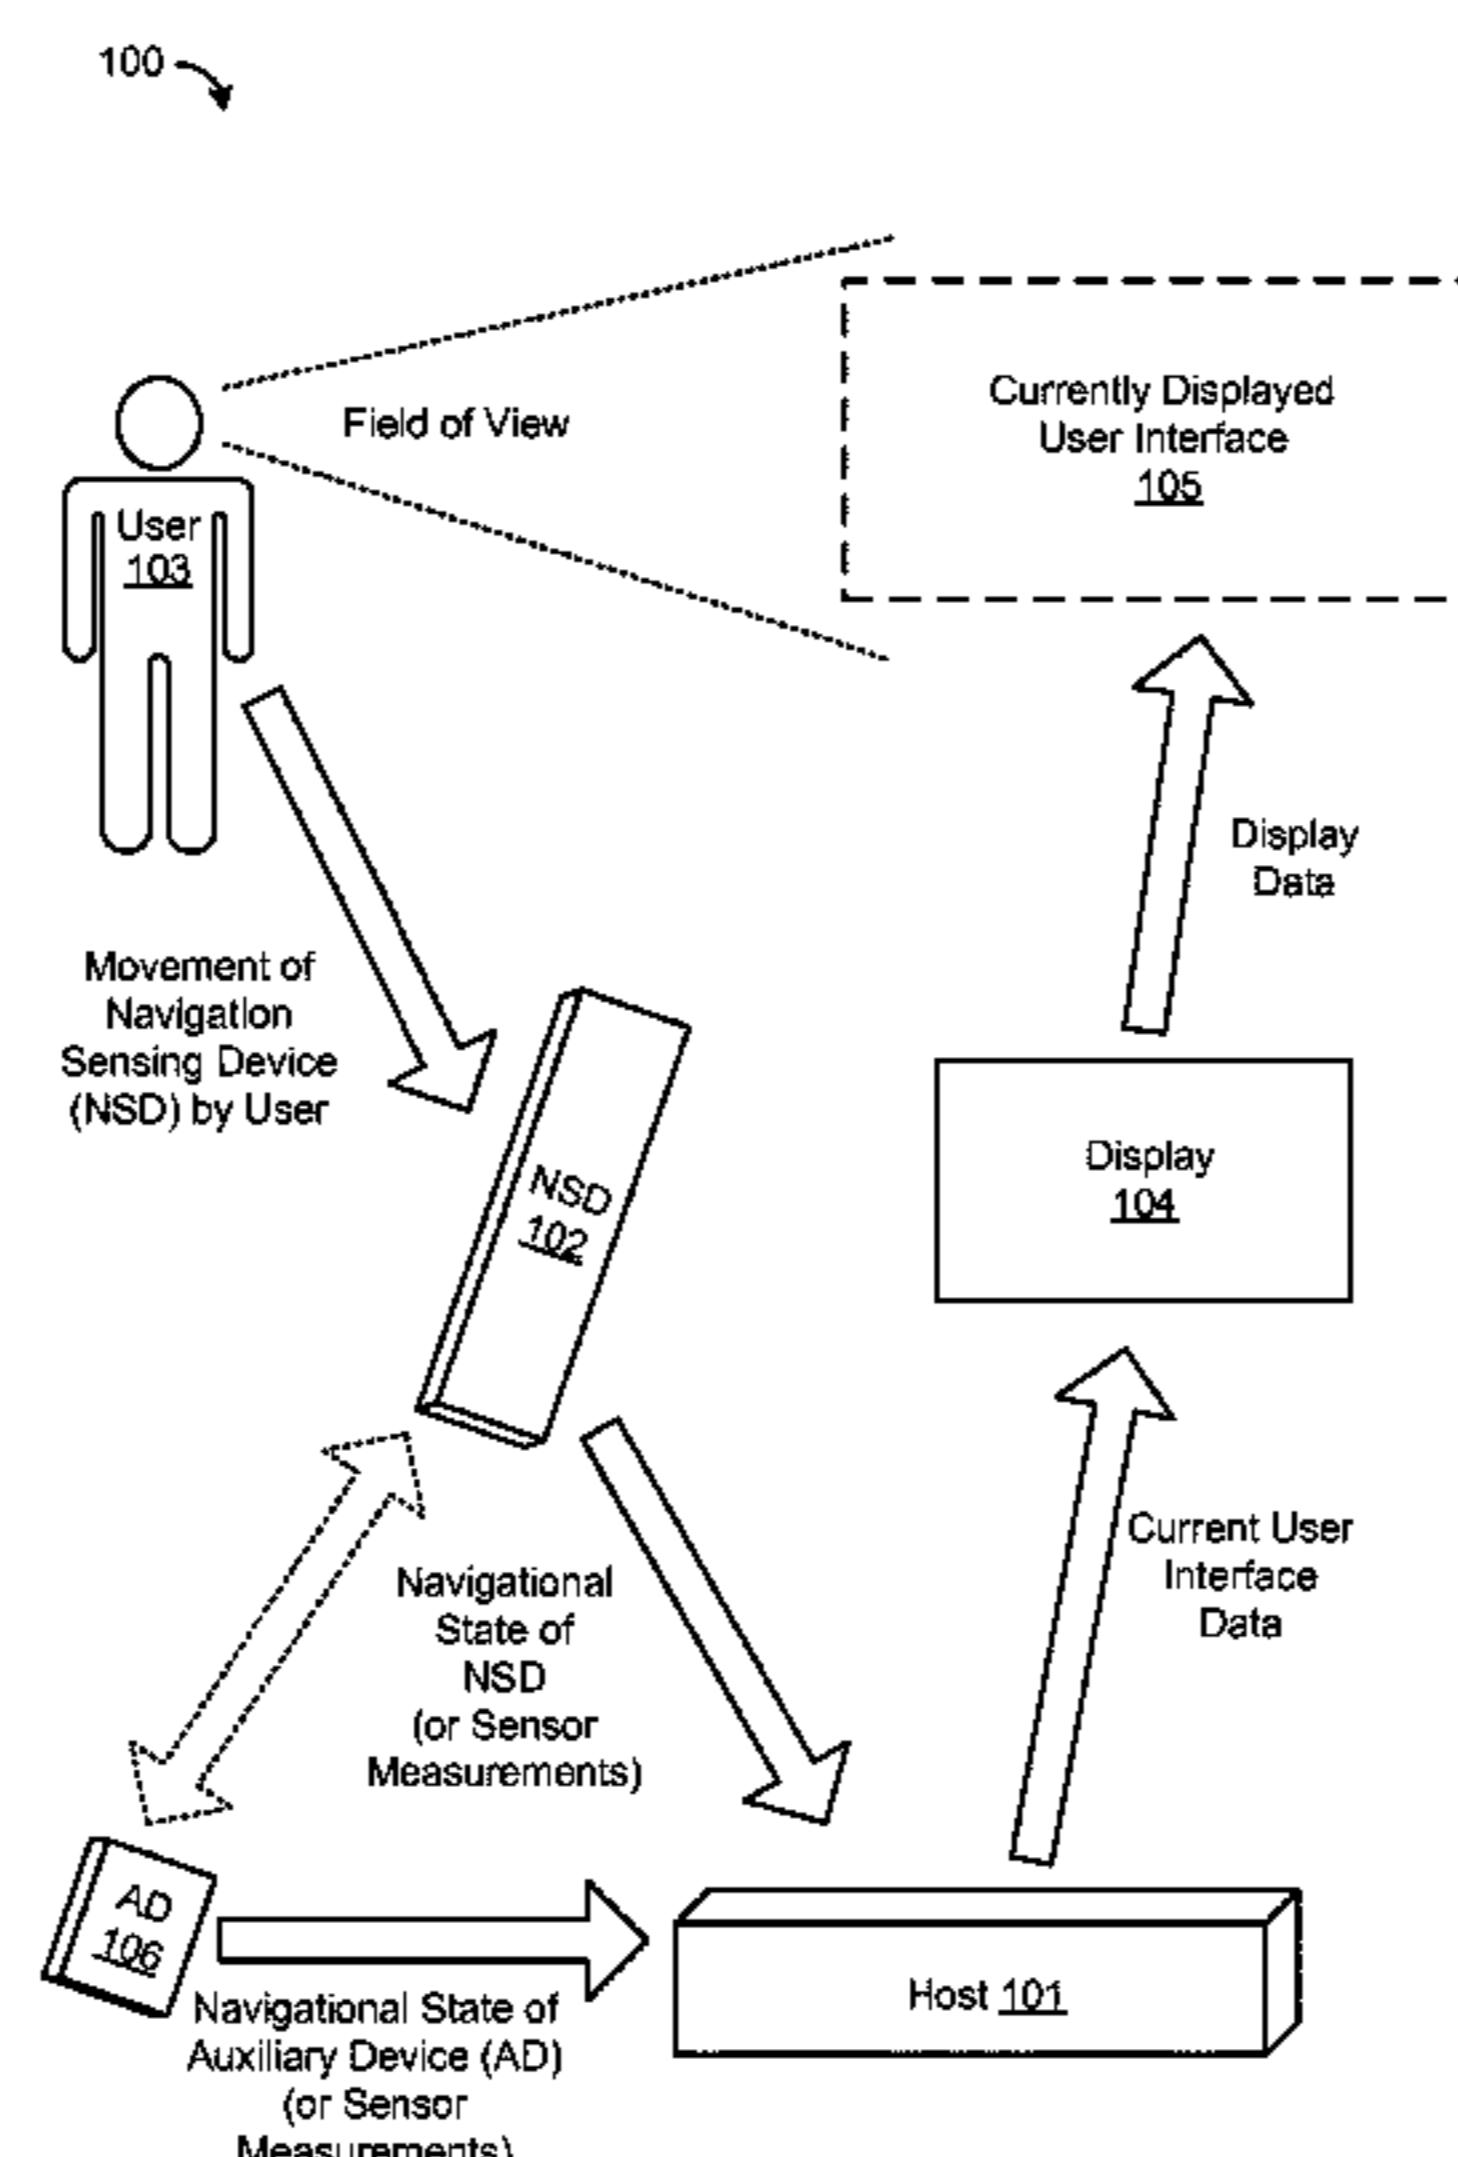 100
Currently Displayed
User Interface
105
Field of View
User
103
Display
Data
Movement of
Navigation
Sensing Device
(NSD) by User
NSD
102
Display
104
Current User
Interface
Data
Navigational
State of
NSD
(or Sensor
Measurements)
AD
106
Host 101
Navigational State of
Auxiliary Device (AD)
(or Sensor
Measurements)